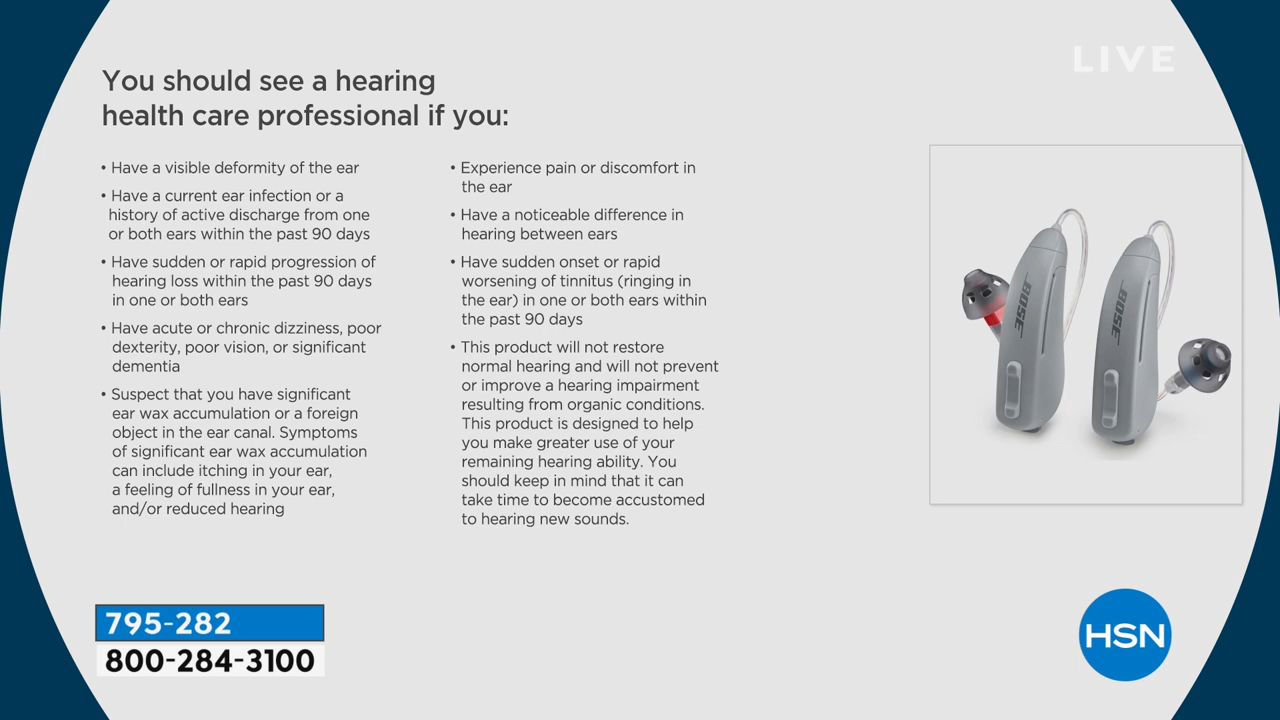 LIVE
You should see a hearing
health care professional if you:
• Have a visible deformity of the ear
• Have a current ear infection or a
history of active discharge from one
or both ears within the past 90 days
• Have sudden or rapid progression of
hearing loss within the past 90 days
in one or both ears
• Have acute or chronic dizziness, poor
dexterity, poor vision, or significant
dementia
• Suspect that you have significant
ear wax accumulation or a foreign
object in the ear canal. Symptoms
of significant ear wax accumulation
can include itching in your ear,
a feeling of fullness in your ear,
and/or reduced hearing
• Experience pain or discomfort in
the ear
• Have a noticeable difference in
hearing between ears
• Have sudden onset or rapid
worsening of tinnitus (ringing in
the ear) in one or both ears within
the past 90 days
• This product will not restore
normal hearing and will not prevent
or improve a hearing impairment
resulting from organic conditions.
This product is designed to help
you make greater use of your
remaining hearing ability. You
should keep in mind that it can
take time to become accustomed
to hearing new sounds.
BOSE
BOSE
795-282
800-284-3100
HSN